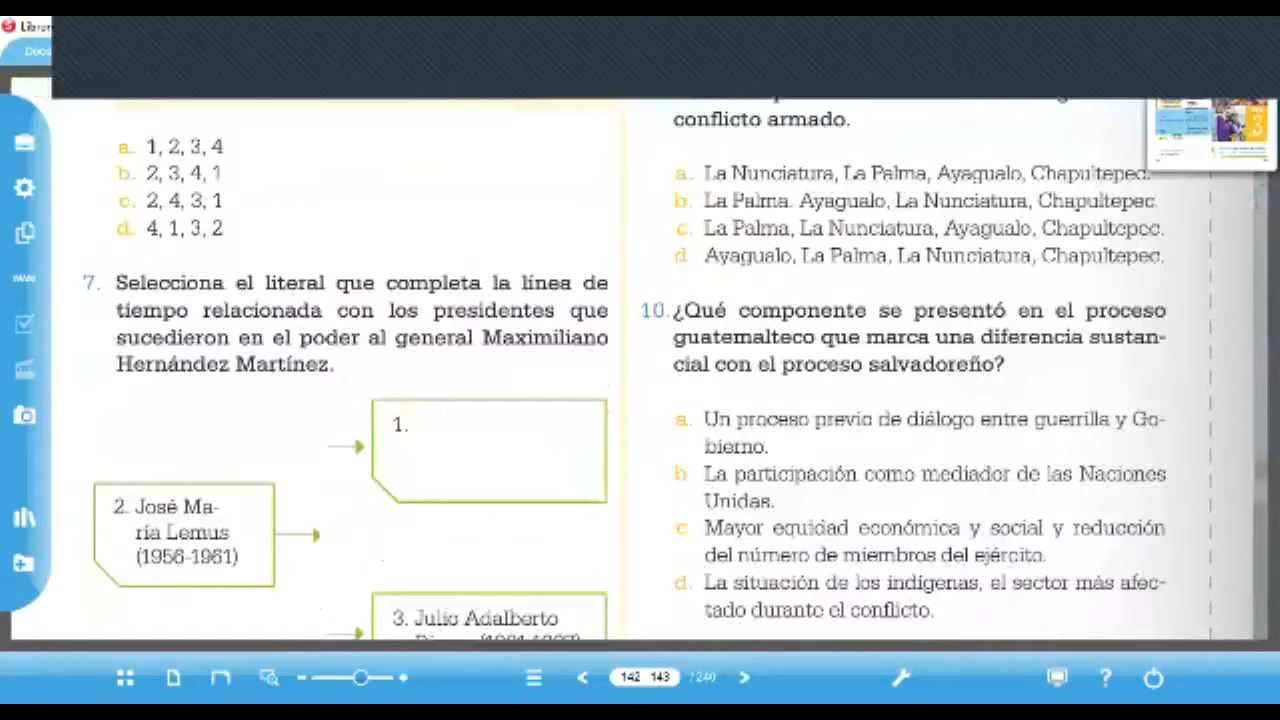 a. 1, 2, 3, 4
b. 2, 3, 4, 1
c. 2, 4, 3, 1
d. 4, 1, 3, 2
7. Selecciona el literal que completa la línea de
tiempo relacionada con los presidentes que
sucedieron en el poder al general Maximiliano
Hernández Martínez.
1.
2. José Ma-
ría Lemus
(1956-1961)
3. Julio Adalberto
conflicto armado.
a. La Nunciatura, La Palma, Ayagualo, Chapultepec.
b. La Palma. Ayagualo, La Nunciatura, Chapultepec.
c. La Palma, La Nunciatura, Ayagualo, Chapultepec.
d. Ayagualo, La Palma, La Nunciatura, Chapultepec.
10. ¿Qué componente se presentó en el proceso
guatemalteco que marca una diferencia sustan-
cial con el proceso salvadoreño?
a. Un proceso previo de diálogo entre guerrilla y Go-
bierno.
b. La participación como mediador de las Naciones
Unidas.
c. Mayor equidad económica y social y reducción
del número de miembros del ejército.
d. La situación de los indígenas, el sector más afec-
tado durante el conflicto.
142 143 / 240
?